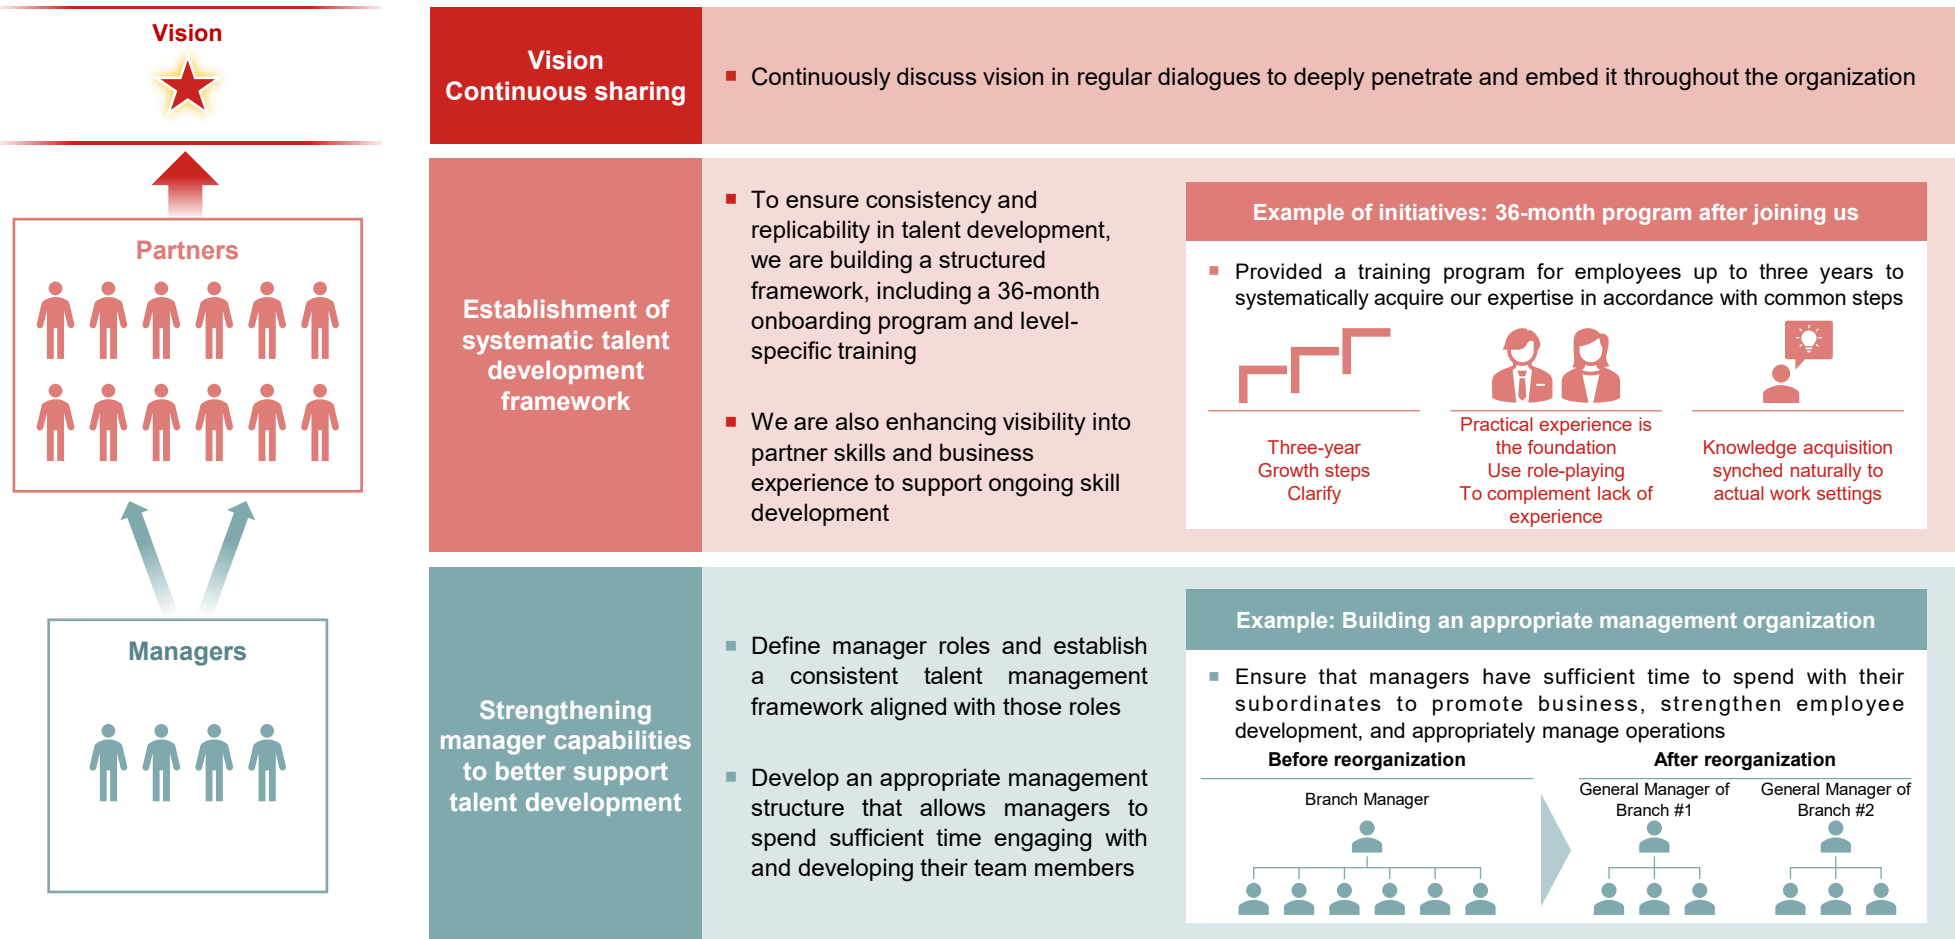 Vision
Partners
Managers
Vision
Continuous sharing
Continuously discuss vision in regular dialogues to deeply penetrate and embed it throughout the organization
Establishment of
systematic talent
development
framework
To ensure consistency and
replicability in talent development,
we are building a structured
framework, including a 36-month
onboarding program and level-
specific training
We are also enhancing visibility into
partner skills and business
experience to support ongoing skill
development
Example of initiatives: 36-month program after joining us
Provided a training program for employees up to three years to
systematically acquire our expertise in accordance with common steps
Three-year
Growth steps
Clarify
Practical experience is
the foundation
Use role-playing
To complement lack of
experience
Knowledge acquisition
synched naturally to
actual work settings
Strengthening
manager capabilities
to better support
talent development
Define manager roles and establish
a consistent talent management
framework aligned with those roles
Develop an appropriate management
structure that allows managers to
spend sufficient time engaging with
and developing their team members
Example: Building an appropriate management organization
Ensure that managers have sufficient time to spend with their
subordinates to promote business, strengthen employee
development, and appropriately manage operations
Before reorganization
Branch Manager
After reorganization
General Manager of
Branch #1
General Manager of
Branch #2